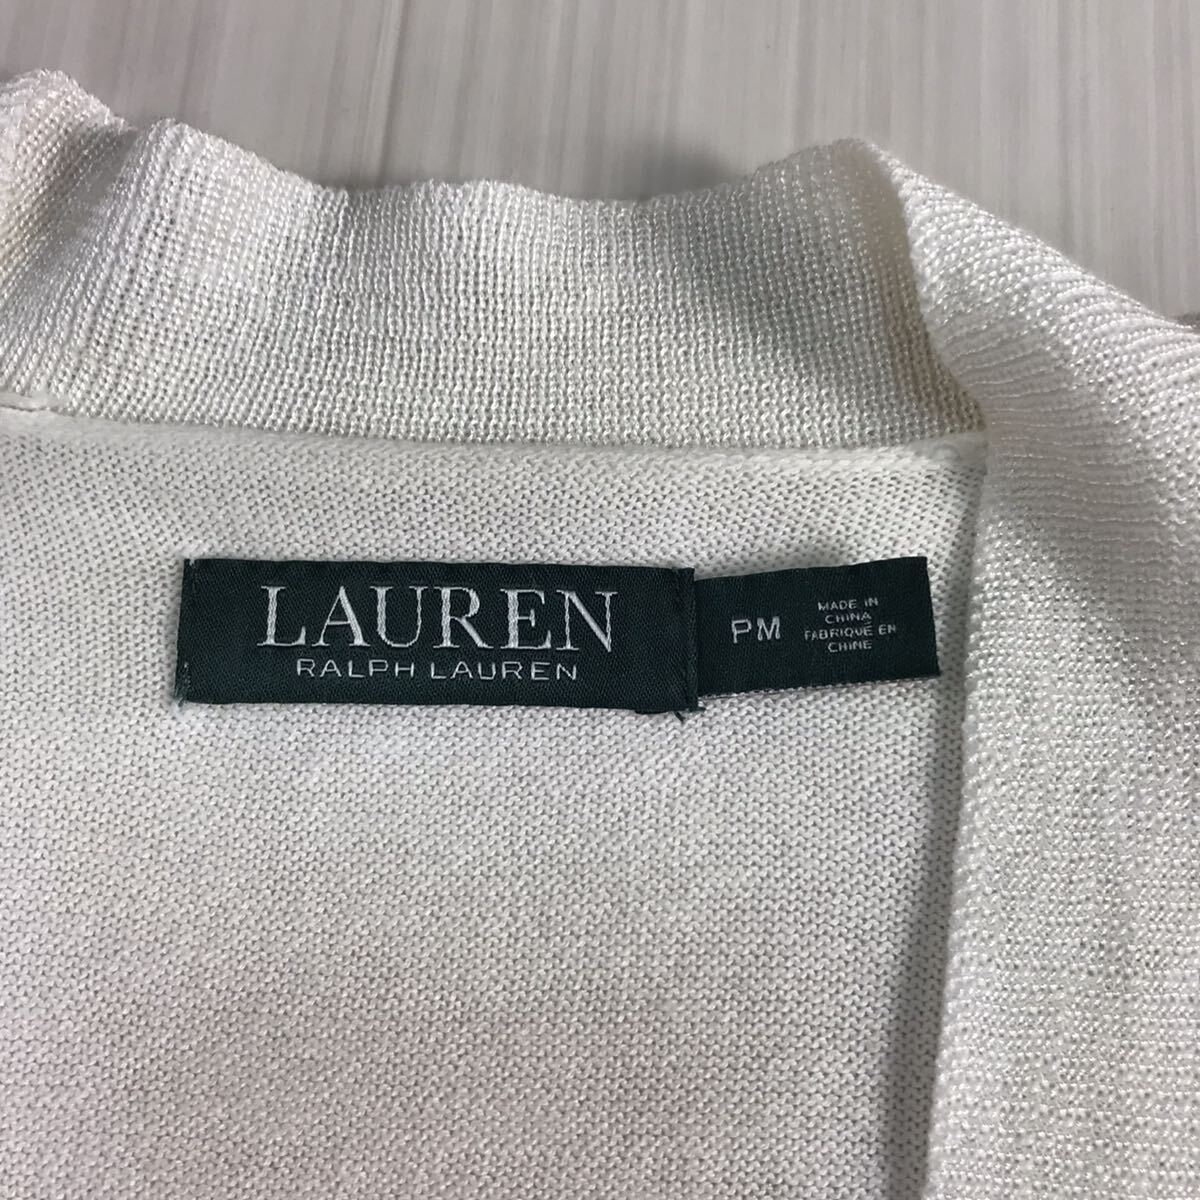 LAUREN
RALPH LAUREN
PM
MADE IN
CHINA
FABRIQUE EN
CHINE